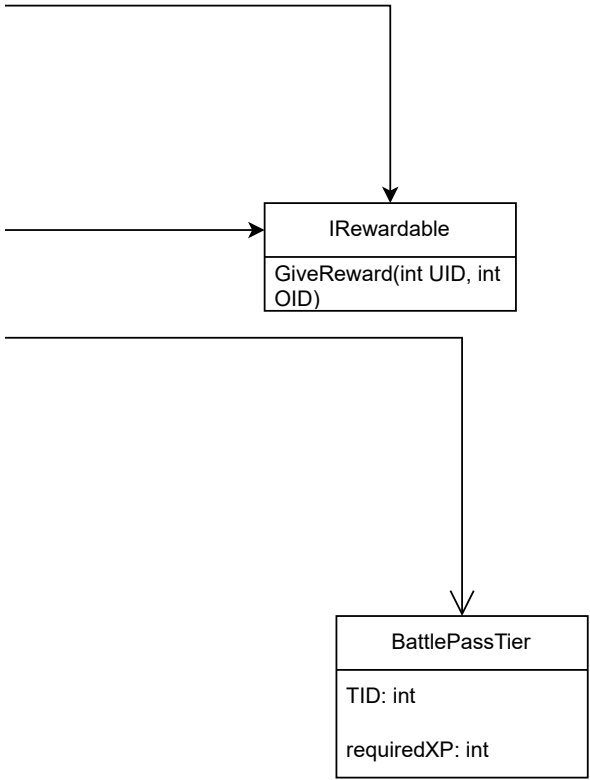 IRewardable
GiveReward(int UID, int
OID)
BattlePassTier
TID: int
requiredXP: int